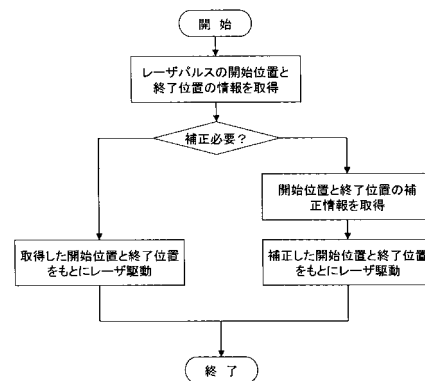 開 始
レーザパルスの開始位置と
終了位置の情報を取得
補正必要？
開始位置と終了位置の補
正情報を取得
取得した開始位置と終了位置
をもとにレーザ駆動
補正した開始位置と終了位置
をもとにレーザ駆動
終 了